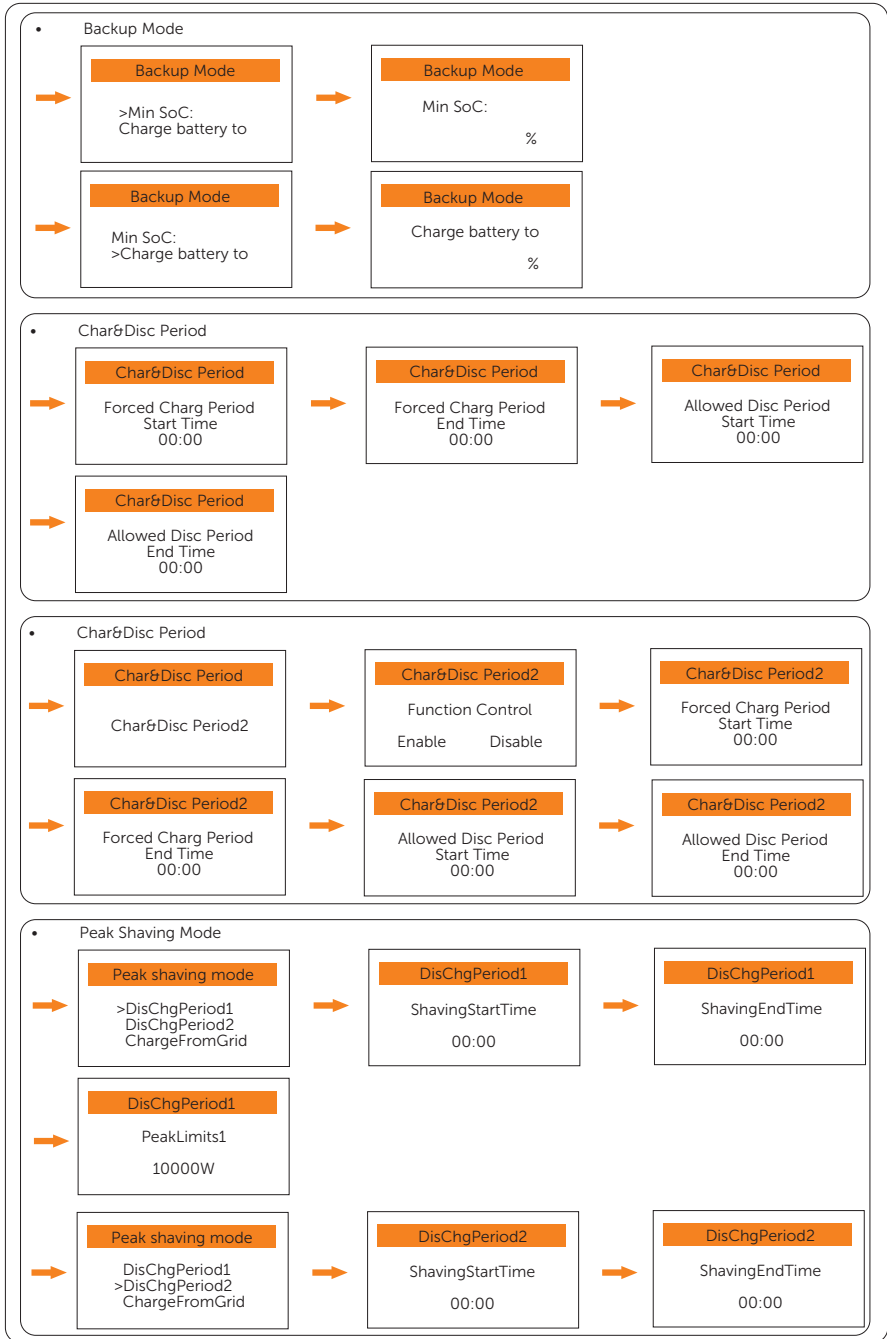 • Backup Mode
Backup Mode
>Min SoC:
Charge battery to
Backup Mode
Min SoC:
%
Backup Mode
Min SoC:
>Charge battery to
Backup Mode
Charge battery to
%
• Char&Disc Period
Char&Disc Period
Forced Charg Period
Start Time
00:00
Char&Disc Period
Forced Charg Period
End Time
00:00
Char&Disc Period
Allowed Disc Period
Start Time
00:00
Char&Disc Period
Allowed Disc Period
End Time
00:00
• Char&Disc Period
Char&Disc Period
Char&Disc Period2
Char&Disc Period2
Function Control
Enable Disable
Char&Disc Period2
Forced Charg Period
Start Time
00:00
Char&Disc Period2
Forced Charg Period
End Time
00:00
Char&Disc Period2
Allowed Disc Period
Start Time
00:00
Char&Disc Period2
Allowed Disc Period
End Time
00:00
• Peak Shaving Mode
Peak shaving mode
>DisChgPeriod1
DisChgPeriod2
ChargeFromGrid
DisChgPeriod1
ShavingStartTime
00:00
DisChgPeriod1
ShavingEndTime
00:00
DisChgPeriod1
PeakLimits1
10000W
Peak shaving mode
DisChgPeriod1
>DisChgPeriod2
ChargeFromGrid
DisChgPeriod2
ShavingStartTime
00:00
DisChgPeriod2
ShavingEndTime
00:00